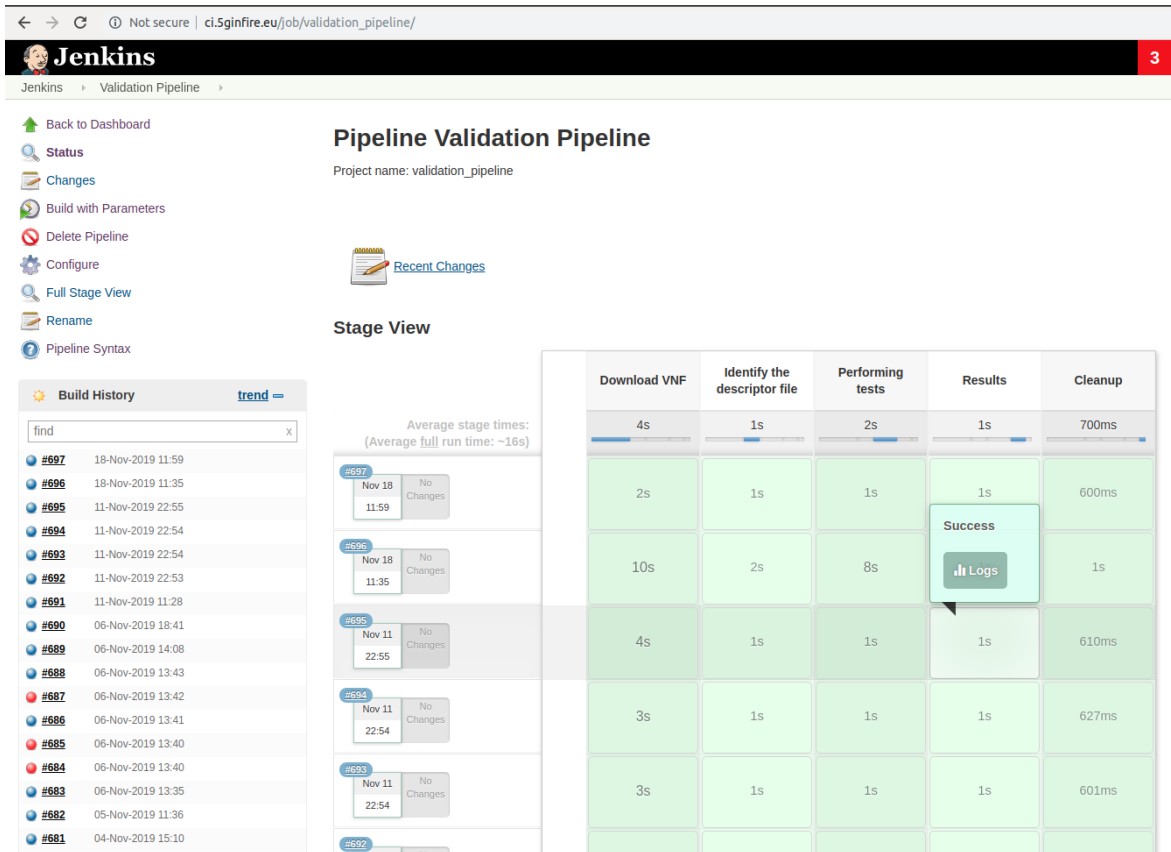 Not secure | ci.5ginfire.eu/job/validation_pipeline/
Jenkins
3
Jenkins Validation Pipeline
Back to Dashboard
Status
Changes
Build with Parameters
Delete Pipeline
Configure
Full Stage View
Rename
Pipeline Syntax
Build History trend
find x
#697 18-Nov-2019 11:59
#696 18-Nov-2019 11:35
#695 11-Nov-2019 22:55
#694 11-Nov-2019 22:54
#693 11-Nov-2019 22:54
#692 11-Nov-2019 22:53
#691 11-Nov-2019 11:28
#690 06-Nov-2019 18:41
#689 06-Nov-2019 14:08
#688 06-Nov-2019 13:43
#687 06-Nov-2019 13:42
#686 06-Nov-2019 13:41
#685 06-Nov-2019 13:40
#684 06-Nov-2019 13:40
#683 06-Nov-2019 13:35
#682 05-Nov-2019 11:36
#681 04-Nov-2019 15:10
Pipeline Validation Pipeline
Project name: validation_pipeline
Recent Changes
Stage View
Download VNF
Identify the
descriptor file
Performing
tests
Results
Cleanup
Average stage times:
(Average full run time: ~16s)
4s 1s 2s 1s 700ms
#697
Nov 18
11:59
No
Changes
2s 1s 1s 1s 600ms
Success
Logs
#696
Nov 18
11:35
No
Changes
10s 2s 8s 1s
#695
Nov 11
22:55
No
Changes
4s 1s 1s 1s 610ms
#694
Nov 11
22:54
No
Changes
3s 1s 1s 1s 627ms
#693
Nov 11
22:54
No
Changes
3s 1s 1s 1s 601ms
#692